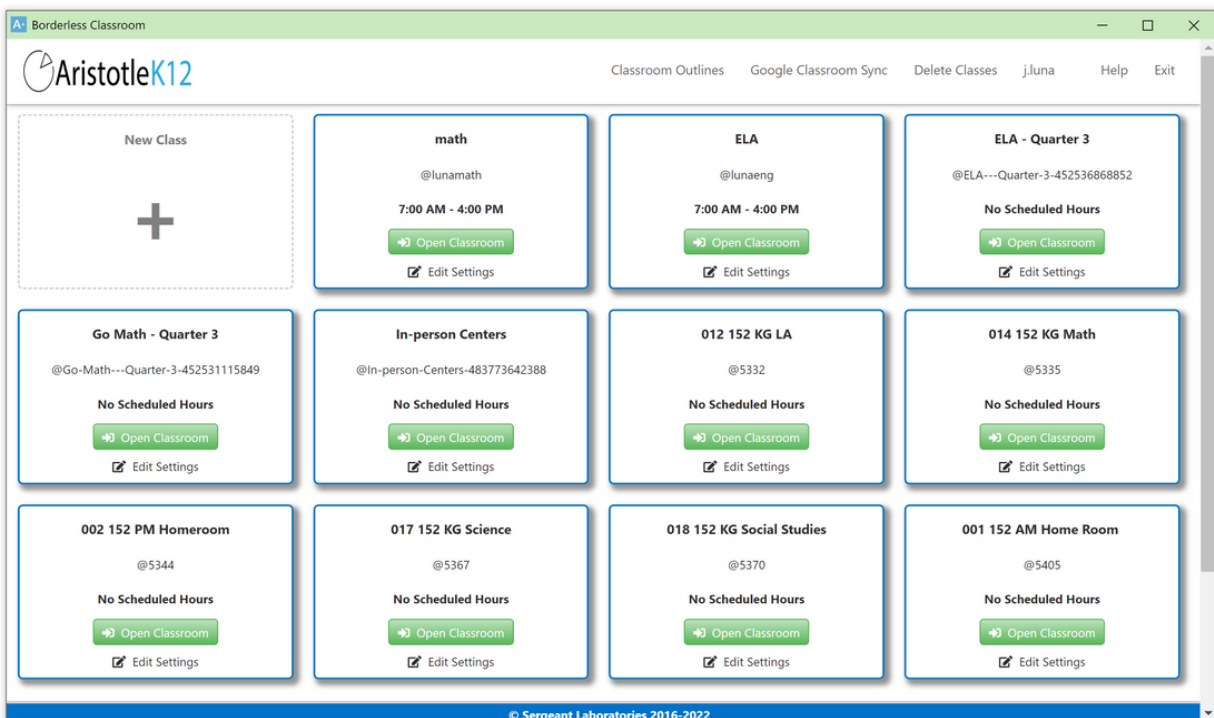 A+ Borderless Classroom
AristotleK12
Classroom Outlines Google Classroom Sync Delete Classes j.luna Help Exit
New Class
math
@lunamath
7:00 AM - 4:00 PM
Open Classroom
Edit Settings
ELA
@lunaeng
7:00 AM - 4:00 PM
Open Classroom
Edit Settings
ELA - Quarter 3
@ELA---Quarter-3-452536868852
No Scheduled Hours
Open Classroom
Edit Settings
Go Math - Quarter 3
@Go-Math---Quarter-3-452531115849
No Scheduled Hours
Open Classroom
Edit Settings
In-person Centers
@In-person-Centers-483773642388
No Scheduled Hours
Open Classroom
Edit Settings
012 152 KG LA
@5332
No Scheduled Hours
Open Classroom
Edit Settings
014 152 KG Math
@5335
No Scheduled Hours
Open Classroom
Edit Settings
002 152 PM Homeroom
@5344
No Scheduled Hours
Open Classroom
Edit Settings
017 152 KG Science
@5367
No Scheduled Hours
Open Classroom
Edit Settings
018 152 KG Social Studies
@5370
No Scheduled Hours
Open Classroom
Edit Settings
001 152 AM Home Room
@5405
No Scheduled Hours
Open Classroom
Edit Settings
© Sergeant Laboratories 2016-2022